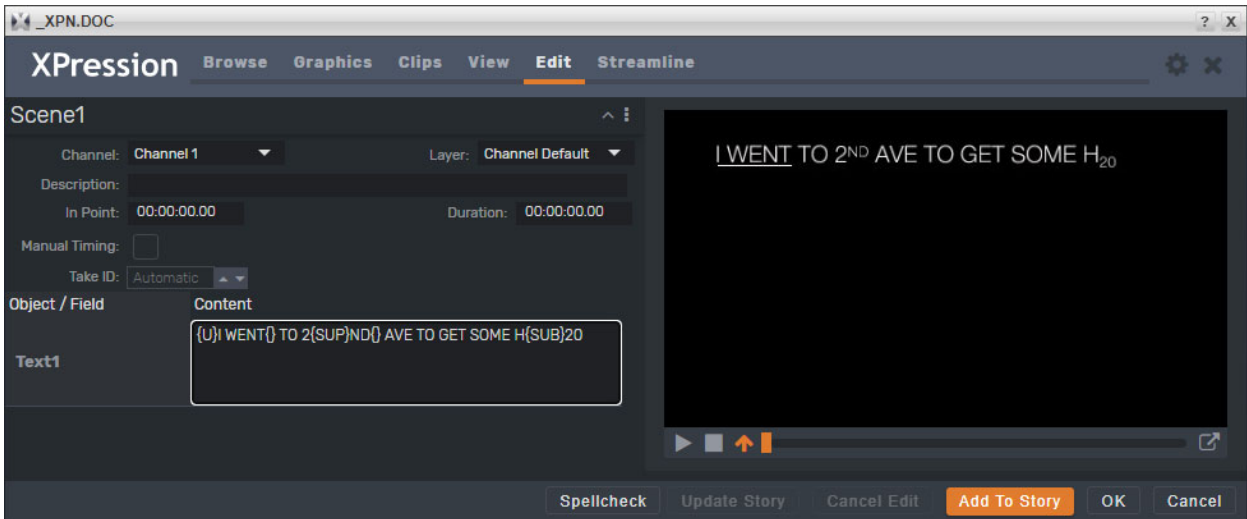 _XPN.DOC ? X
XPression Browse Graphics Clips View Edit Streamline
Scene1
Channel: Channel 1 Layer: Channel Default
Description:
In Point: 00:00:00.00 Duration: 00:00:00.00
Manual Timing:
Take ID: Automatic
Object / Field Content
Text1 {U}I WENT{} TO 2{SUP}ND{} AVE TO GET SOME H{SUB}20
I WENT TO 2ND AVE TO GET SOME H20
Spellcheck Update Story Cancel Edit Add To Story OK Cancel